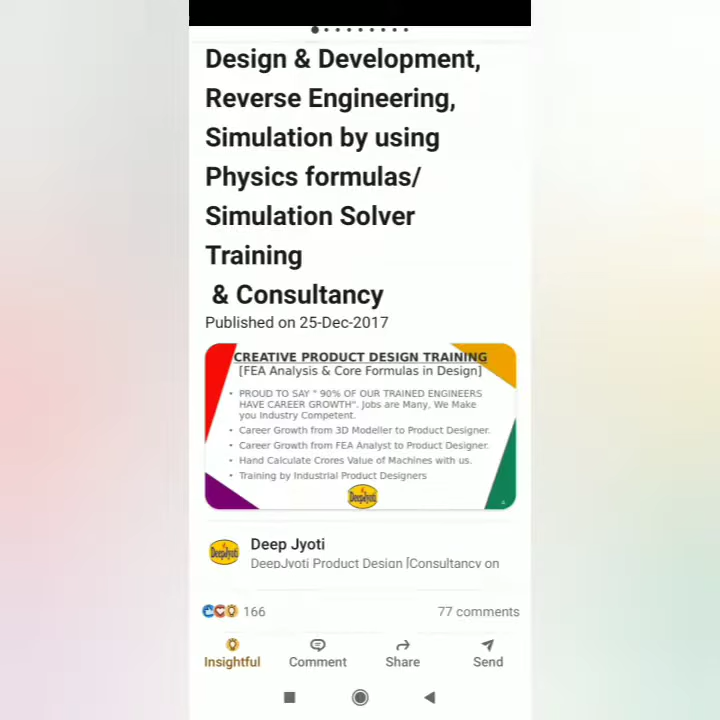 Design & Development,
Reverse Engineering,
Simulation by using
Physics formulas/
Simulation Solver
Training
& Consultancy
Published on 25-Dec-2017
CREATIVE PRODUCT DESIGN TRAINING
[FEA Analysis & Core Formulas in Design]
• PROUD TO SAY " 90% OF OUR TRAINED ENGINEERS
HAVE CAREER GROWTH". Jobs are Many, We Make
you Industry Competent.
• Career Growth from 3D Modeller to Product Designer.
• Career Growth from FEA Analyst to Product Designer.
• Hand Calculate Crores Value of Machines with us.
• Training by Industrial Product Designers
DeepJyoti
DeepJyoti
Deep Jyoti
DeepJyoti Product Design [Consultancy on
166
77 comments
Insightful
Comment
Share
Send